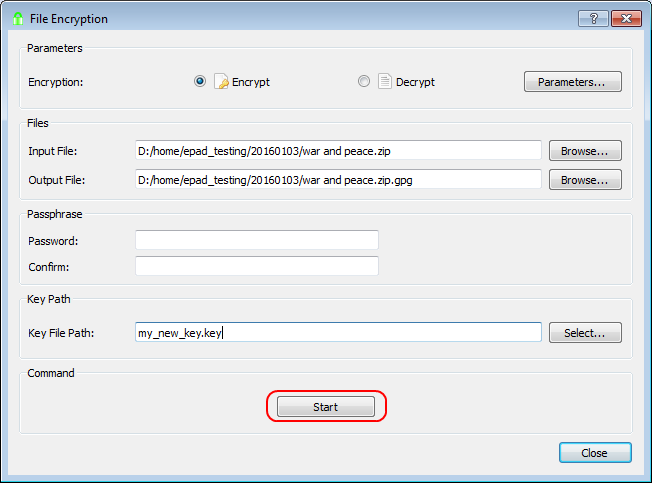 File Encryption
Parameters
Encryption: Encrypt Decrypt Parameters...
Files
Input File: D:/home/epad_testing/20160103/war and peace.zip Browse...
Output File: D:/home/epad_testing/20160103/war and peace.zip.gpg Browse...
Passphrase
Password:
Confirm:
Key Path
Key File Path: my_new_key.key Select...
Command
Start
Close